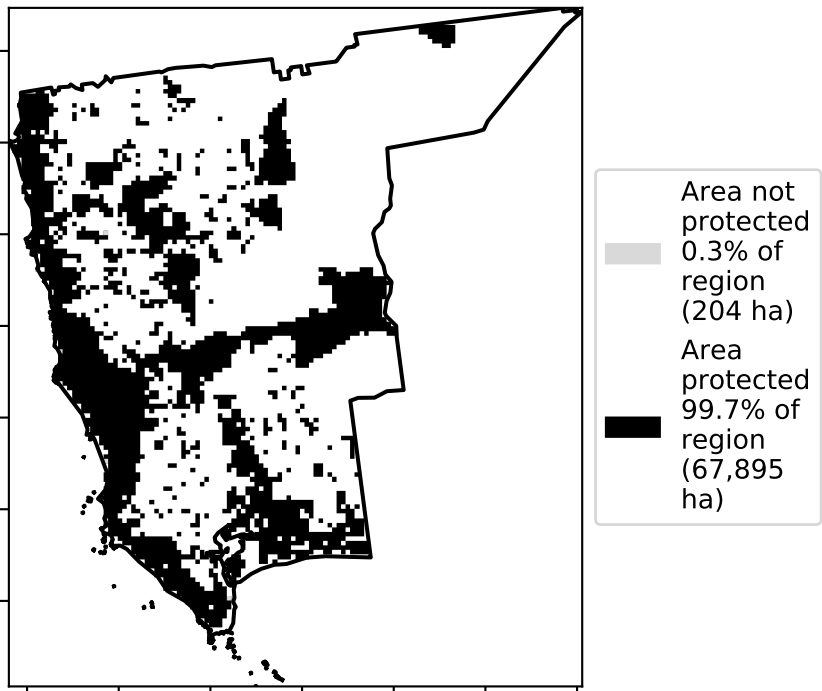 Area not
protected
0.3% of
region
(204 ha)
Area
protected
99.7% of
region
(67,895
ha)